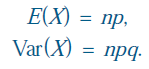 E(X) = np,
Var(X) = npq.